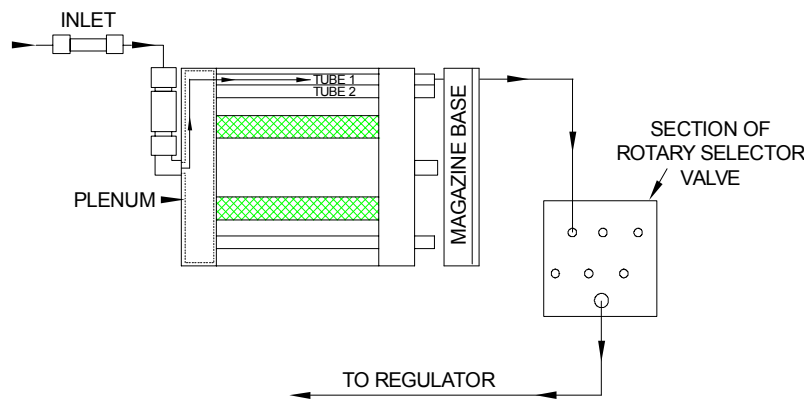 INLET
TUBE 1
TUBE 2
PLENUM
MAGAZINE BASE
SECTION OF
ROTARY SELECTOR
VALVE
TO REGULATOR